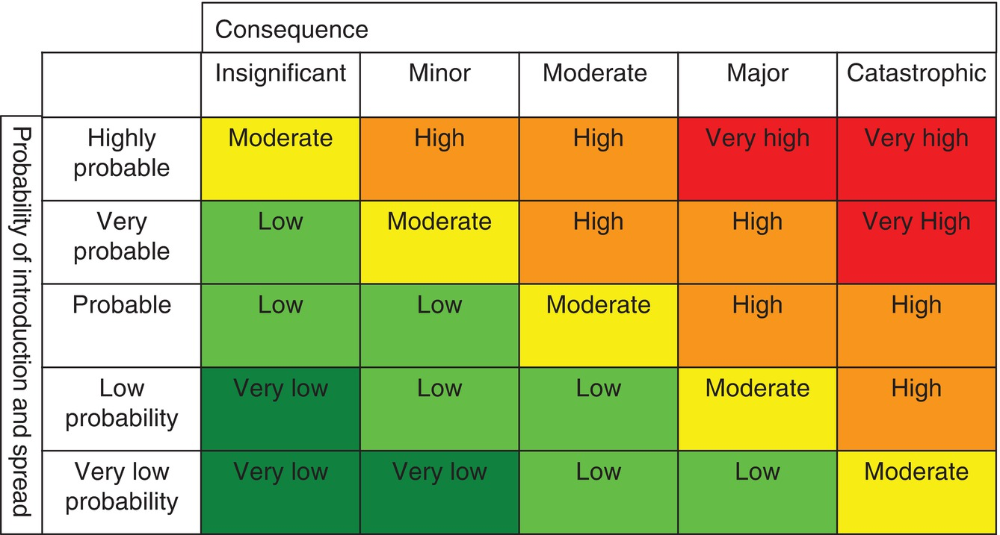 Consequence
Insignificant Minor Moderate Major Catastrophic
Probability of introduction and spread
Highly
probable
Moderate High High Very high Very high
Very
probable
Low Moderate High High Very High
Probable Low Low Moderate High High
Low
probability
Very low Low Low Moderate High
Very low
probability
Very low Very low Low Low Moderate